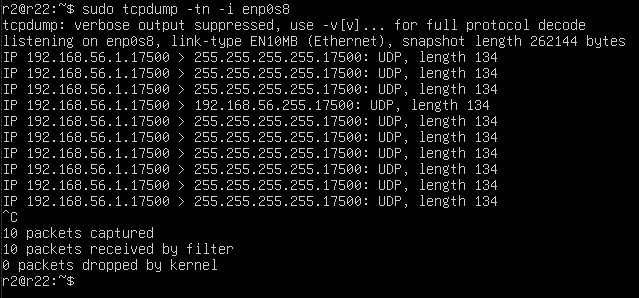 r2@r22:~$ sudo tcpdump -tn -i enp0s8
tcpdump: verbose output suppressed, use -v[v]... for full protocol decode
listening on enp0s8, link-type EN10MB (Ethernet), snapshot length 262144 bytes
IP 192.168.56.1.17500 > 255.255.255.255.17500: UDP, length 134
IP 192.168.56.1.17500 > 255.255.255.255.17500: UDP, length 134
IP 192.168.56.1.17500 > 255.255.255.255.17500: UDP, length 134
IP 192.168.56.1.17500 > 192.168.56.255.17500: UDP, length 134
IP 192.168.56.1.17500 > 255.255.255.255.17500: UDP, length 134
IP 192.168.56.1.17500 > 255.255.255.255.17500: UDP, length 134
IP 192.168.56.1.17500 > 255.255.255.255.17500: UDP, length 134
IP 192.168.56.1.17500 > 255.255.255.255.17500: UDP, length 134
IP 192.168.56.1.17500 > 255.255.255.255.17500: UDP, length 134
IP 192.168.56.1.17500 > 255.255.255.255.17500: UDP, length 134
^C
10 packets captured
10 packets received by filter
0 packets dropped by kernel
r2@r22:~$